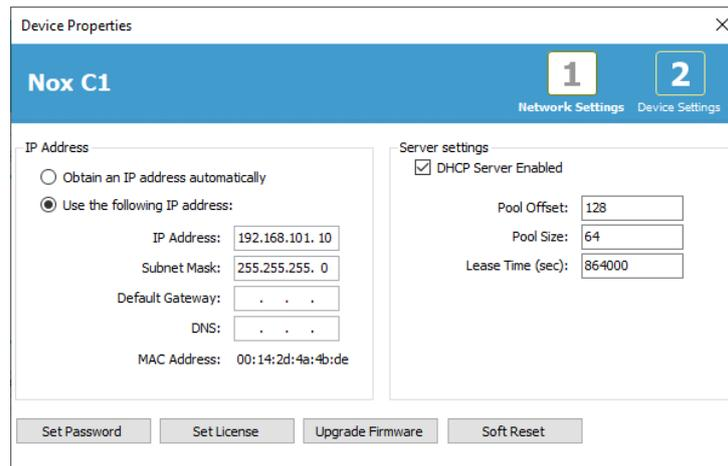 Device Properties
Nox C1
1
Network Settings
2
Device Settings
IP Address
Obtain an IP address automatically
Use the following IP address:
IP Address: 192.168.101. 10
Subnet Mask: 255.255.255. 0
Default Gateway: . . .
DNS: . . .
MAC Address: 00:14:2d:4a:4b:de
Server settings
DHCP Server Enabled
Pool Offset: 128
Pool Size: 64
Lease Time (sec): 864000
Set Password
Set License
Upgrade Firmware
Soft Reset